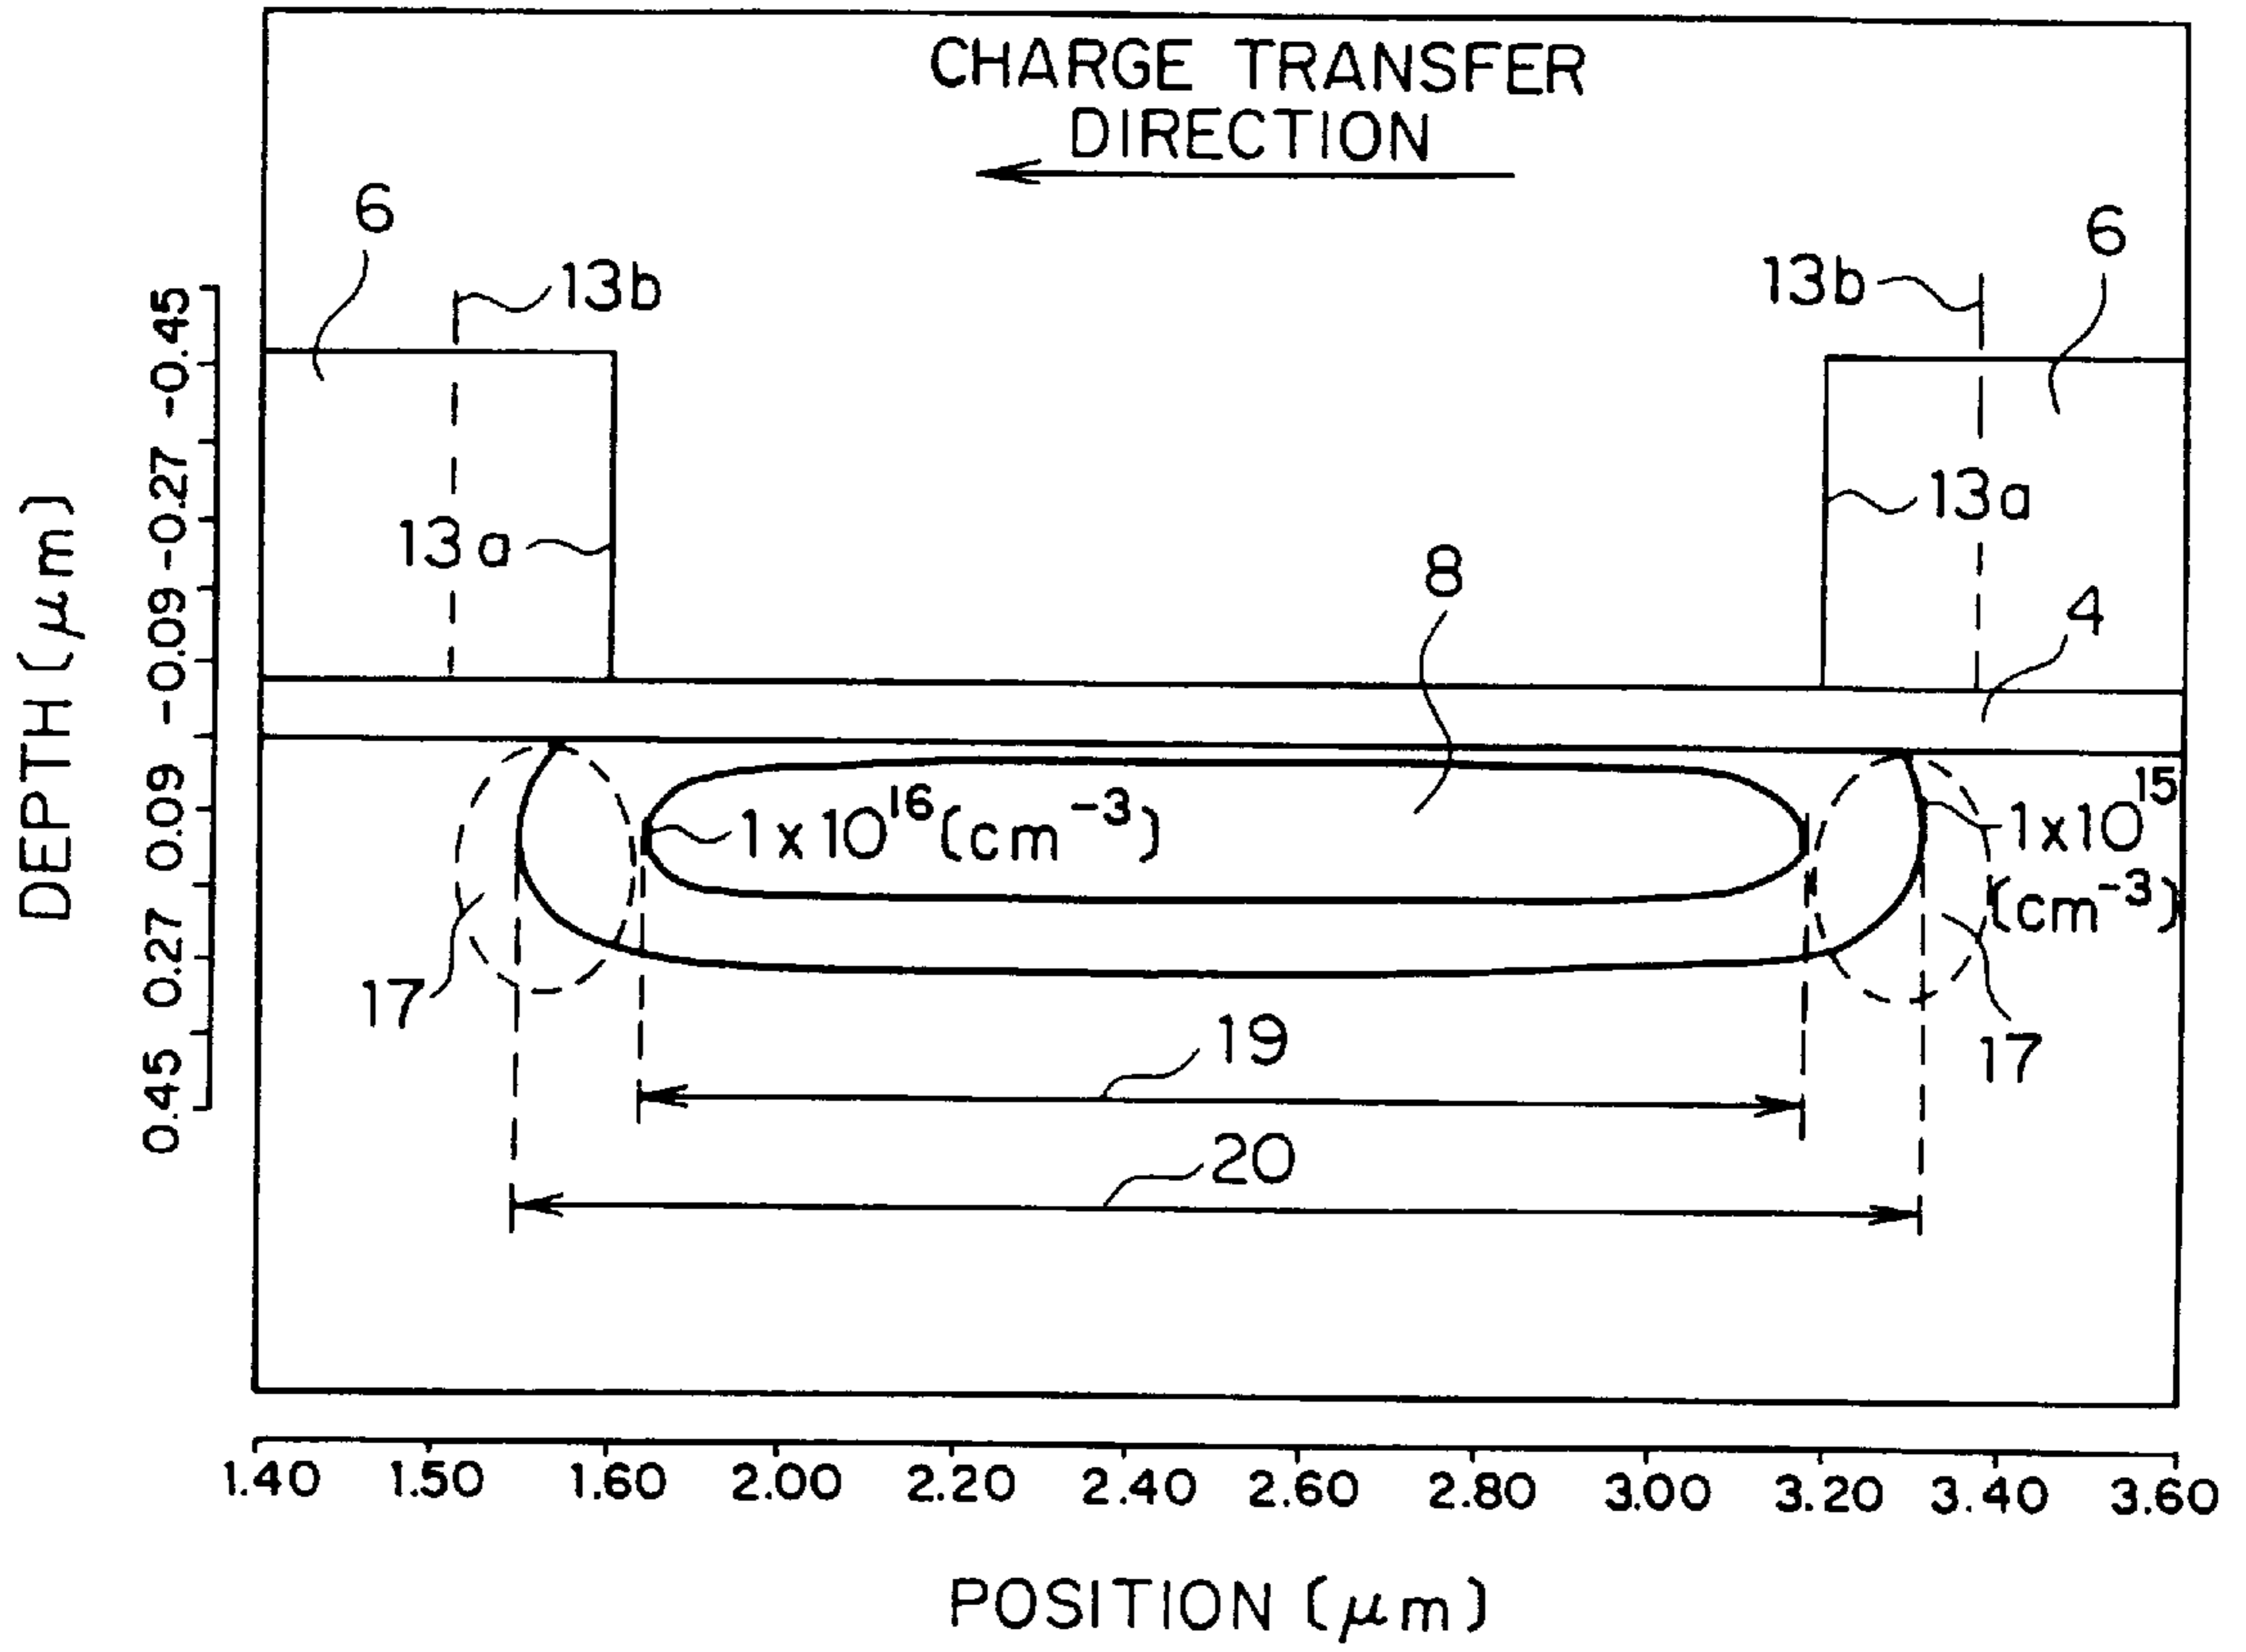 CHARGE TRANSFER
DIRECTION
6
13b
13b
6
13a
13a
8
4
1x10^16(cm^-3)
1x10^15
(cm^-3)
17
17
19
20
DEPTH(μm)
-0.45
-0.27
-0.09
0.09
0.27
0.45
1.40 1.50 1.60 2.00 2.20 2.40 2.60 2.80 3.00 3.20 3.40 3.60
POSITION (μm)